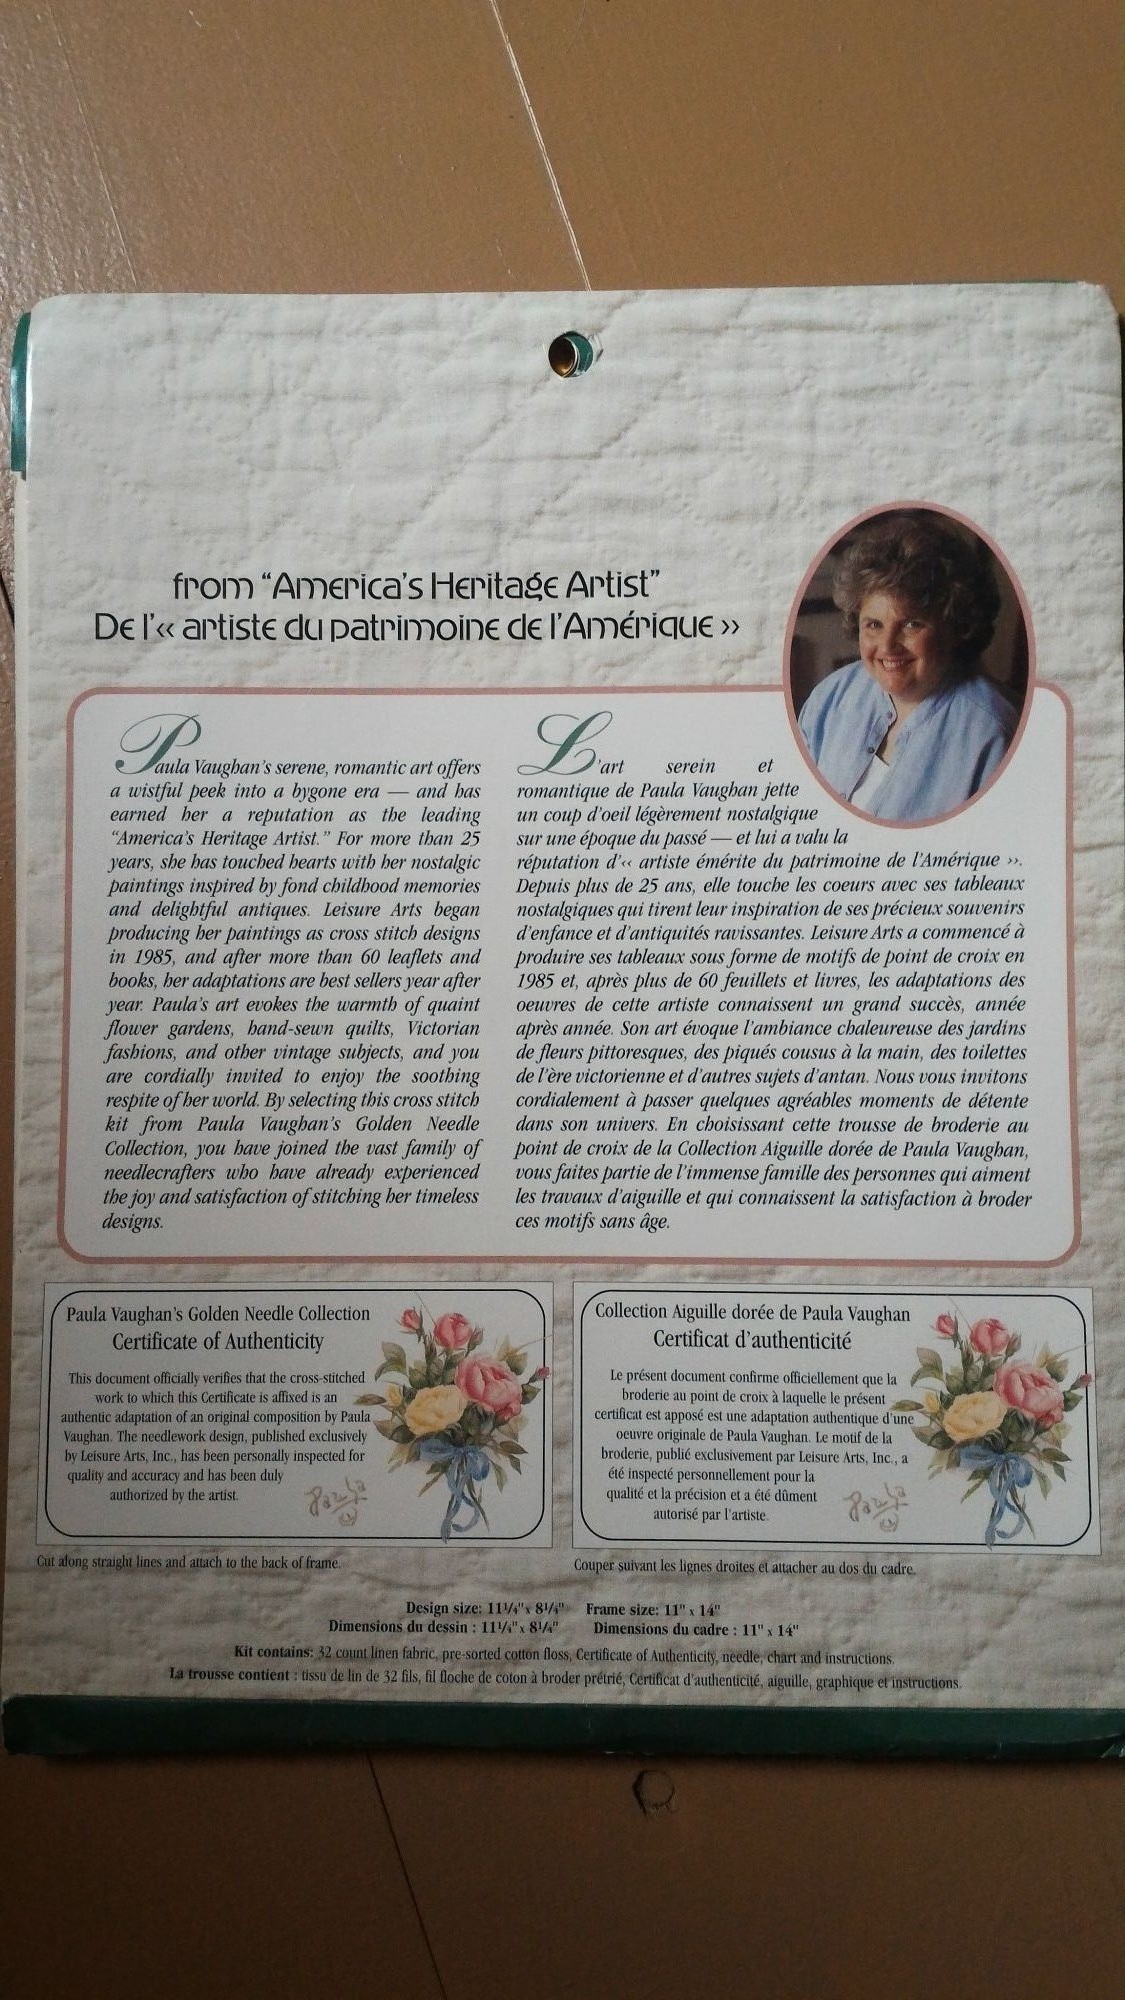 from “America’s Heritage Artist”
De l’‹‹ artiste du patrimoine de l’Amérique ››
Paula Vaughan’s serene, romantic art offers
a wistful peek into a bygone era — and has
earned her a reputation as the leading
“America’s Heritage Artist.” For more than 25
years, she has touched hearts with her nostalgic
paintings inspired by fond childhood memories
and delightful antiques. Leisure Arts began
producing her paintings as cross stitch designs
in 1985, and after more than 60 leaflets and
books, her adaptations are best sellers year after
year. Paula’s art evokes the warmth of quaint
flower gardens, hand-sewn quilts, Victorian
fashions, and other vintage subjects, and you
are cordially invited to enjoy the soothing
respite of her world. By selecting this cross stitch
kit from Paula Vaughan’s Golden Needle
Collection, you have joined the vast family of
needlecrafters who have already experienced
the joy and satisfaction of stitching her timeless
designs.
L’art serein et
romantique de Paula Vaughan jette
un coup d’oeil légèrement nostalgique
sur une époque du passé — et lui a valu la
réputation d’‹‹ artiste émérite du patrimoine de l’Amérique ››.
Depuis plus de 25 ans, elle touche les coeurs avec ses tableaux
nostalgiques qui tirent leur inspiration de ses précieux souvenirs
d’enfance et d’antiquités ravissantes. Leisure Arts a commencé à
produire ses tableaux sous forme de motifs de point de croix en
1985 et, après plus de 60 feuillets et livres, les adaptations des
oeuvres de cette artiste connaissent un grand succès, année
après année. Son art évoque l’ambiance chaleureuse des jardins
de fleurs pittoresques, des piqués cousus à la main, des toilettes
de l’ère victorienne et d’autres sujets d’antan. Nous vous invitons
cordialement à passer quelques agréables moments de détente
dans son univers. En choisissant cette trousse de broderie au
point de croix de la Collection Aiguille dorée de Paula Vaughan,
vous faites partie de l’immense famille des personnes qui aiment
les travaux d’aiguille et qui connaissent la satisfaction à broder
ces motifs sans âge.
Paula Vaughan’s Golden Needle Collection
Certificate of Authenticity
This document officially verifies that the cross-stitched
work to which this Certificate is affixed is an
authentic adaptation of an original composition by Paula
Vaughan. The needlework design, published exclusively
by Leisure Arts, Inc., has been personally inspected for
quality and accuracy and has been duly
authorized by the artist.
Paula
Cut along straight lines and attach to the back of frame.
Collection Aiguille dorée de Paula Vaughan
Certificat d’authenticité
Le présent document confirme officiellement que la
broderie au point de croix à laquelle le présent
certificat est apposé est une adaptation authentique d’une
oeuvre originale de Paula Vaughan. Le motif de la
broderie, publié exclusivement par Leisure Arts, Inc., a
été inspecté personnellement pour la
qualité et la précision et a été dûment
autorisé par l’artiste.
Paula
Couper suivant les lignes droites et attacher au dos du cadre.
Design size: 11¼" x 8¼" Frame size: 11" x 14"
Dimensions du dessin : 11¼" x 8¼" Dimensions du cadre : 11" x 14"
Kit contains: 32 count linen fabric, pre-sorted cotton floss, Certificate of Authenticity, needle, chart and instructions.
La trousse contient : tissu de lin de 32 fils, fil floche de coton à broder prétrié, Certificat d’authenticité, aiguille, graphique et instructions.